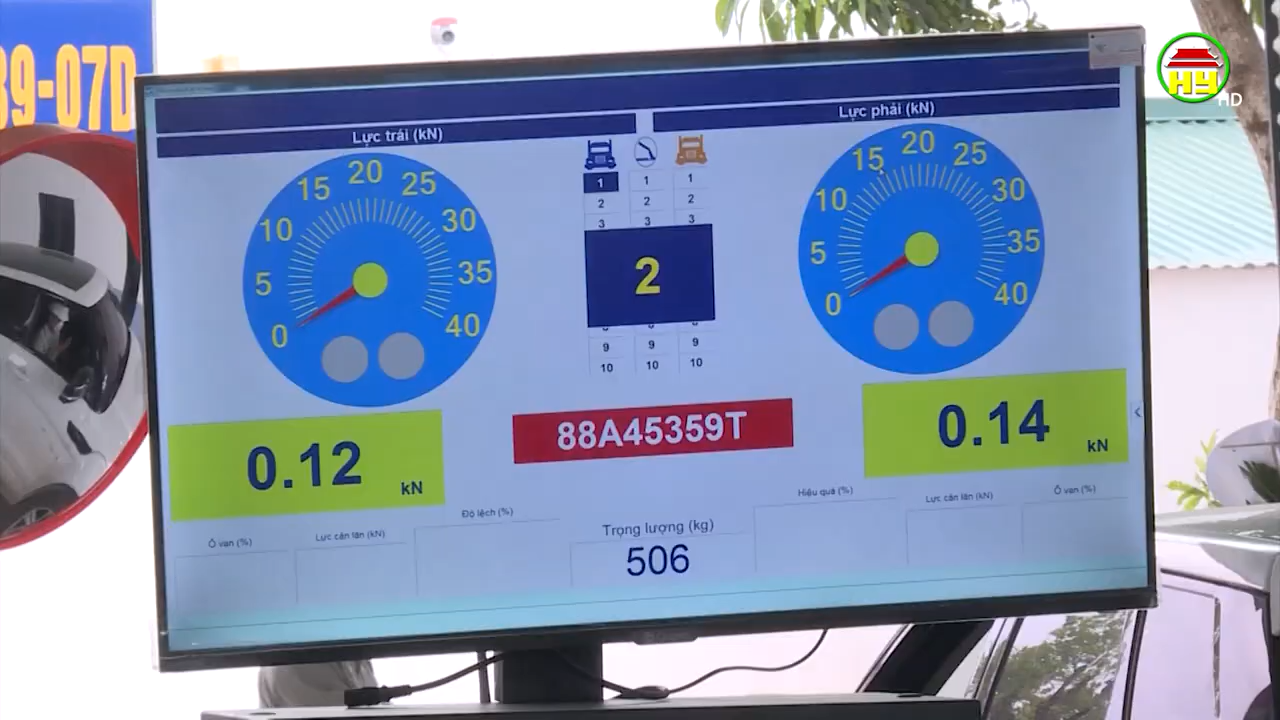 39-07D
HY
HD
Lực trái (kN)
Lực phải (kN)
0 5 10 15 20 25 30 35 40
1 1 1
2 2 2
3 3 3
2
9 9 9
10 10 10
0 5 10 15 20 25 30 35 40
0.12 kN
88A45359T
0.14 kN
Ô van (%)
Lực cản lăn (kN)
Độ lệch (%)
Trọng lượng (kg)
506
Hiệu quả (%)
Lực cản lăn (kN)
Ô van (%)